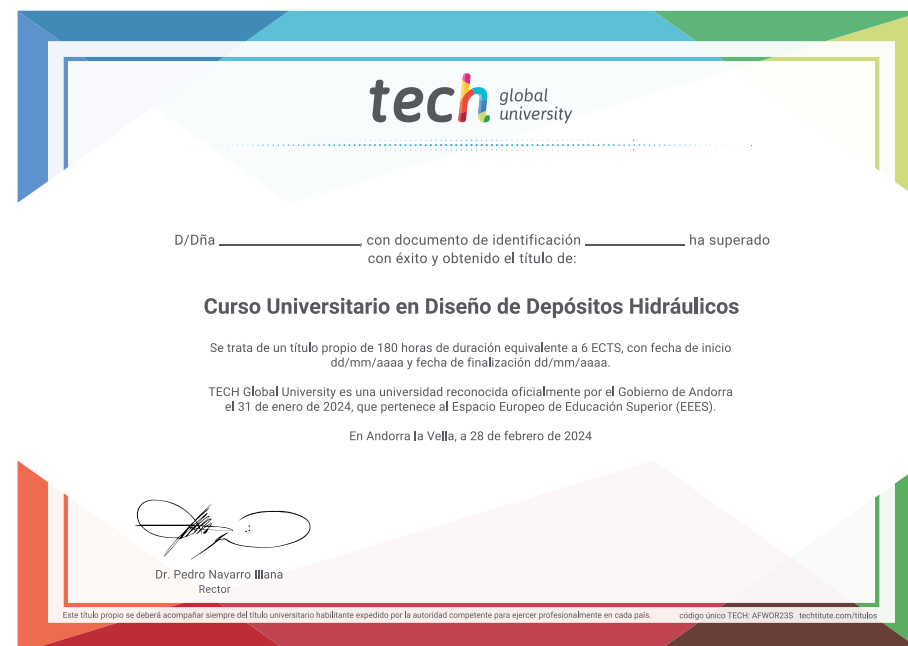 tech global university
D/Dña ____________________, con documento de identificación ______________ ha superado
con éxito y obtenido el título de:
Curso Universitario en Diseño de Depósitos Hidráulicos
Se trata de un título propio de 180 horas de duración equivalente a 6 ECTS, con fecha de inicio
dd/mm/aaaa y fecha de finalización dd/mm/aaaa.
TECH Global University es una universidad reconocida oficialmente por el Gobierno de Andorra
el 31 de enero de 2024, que pertenece al Espacio Europeo de Educación Superior (EEES).
En Andorra la Vella, a 28 de febrero de 2024
Dr. Pedro Navarro Illana
Rector
Este título propio se deberá acompañar siempre del título universitario habilitante expedido por la autoridad competente para ejercer profesionalmente en cada país. código único TECH: AFWOR23S techtitute.com/titulos